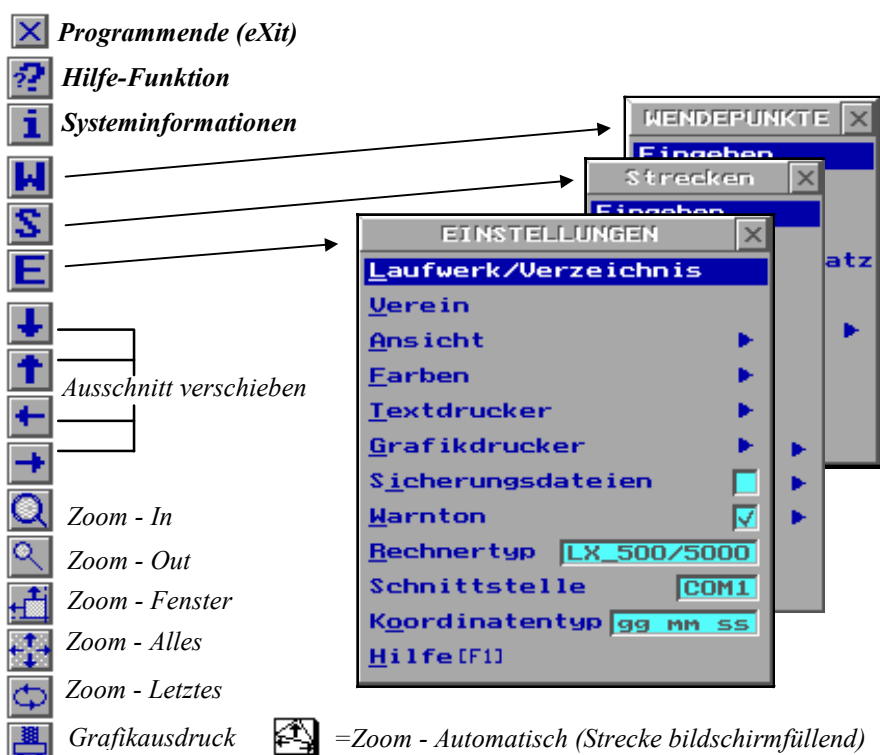 Programmende (eXit)
Hilfe-Funktion
i Systeminformationen
W
S
E
WENDEPUNKTE
Eingeben
Strecken
Eingeben
atz
EINSTELLUNGEN
Laufwerk/Verzeichnis
Verein
Ansicht
Farben
Textdrucker
Grafikdrucker
Sicherungsdateien
Warnton
Rechnertyp LX_500/5000
Schnittstelle COM1
Koordinatentyp gg mm ss
Hilfe[F1]
Ausschnitt verschieben
Zoom - In
Zoom - Out
Zoom - Fenster
Zoom - Alles
Zoom - Letztes
Grafikausdruck =Zoom - Automatisch (Strecke bildschirmfüllend)